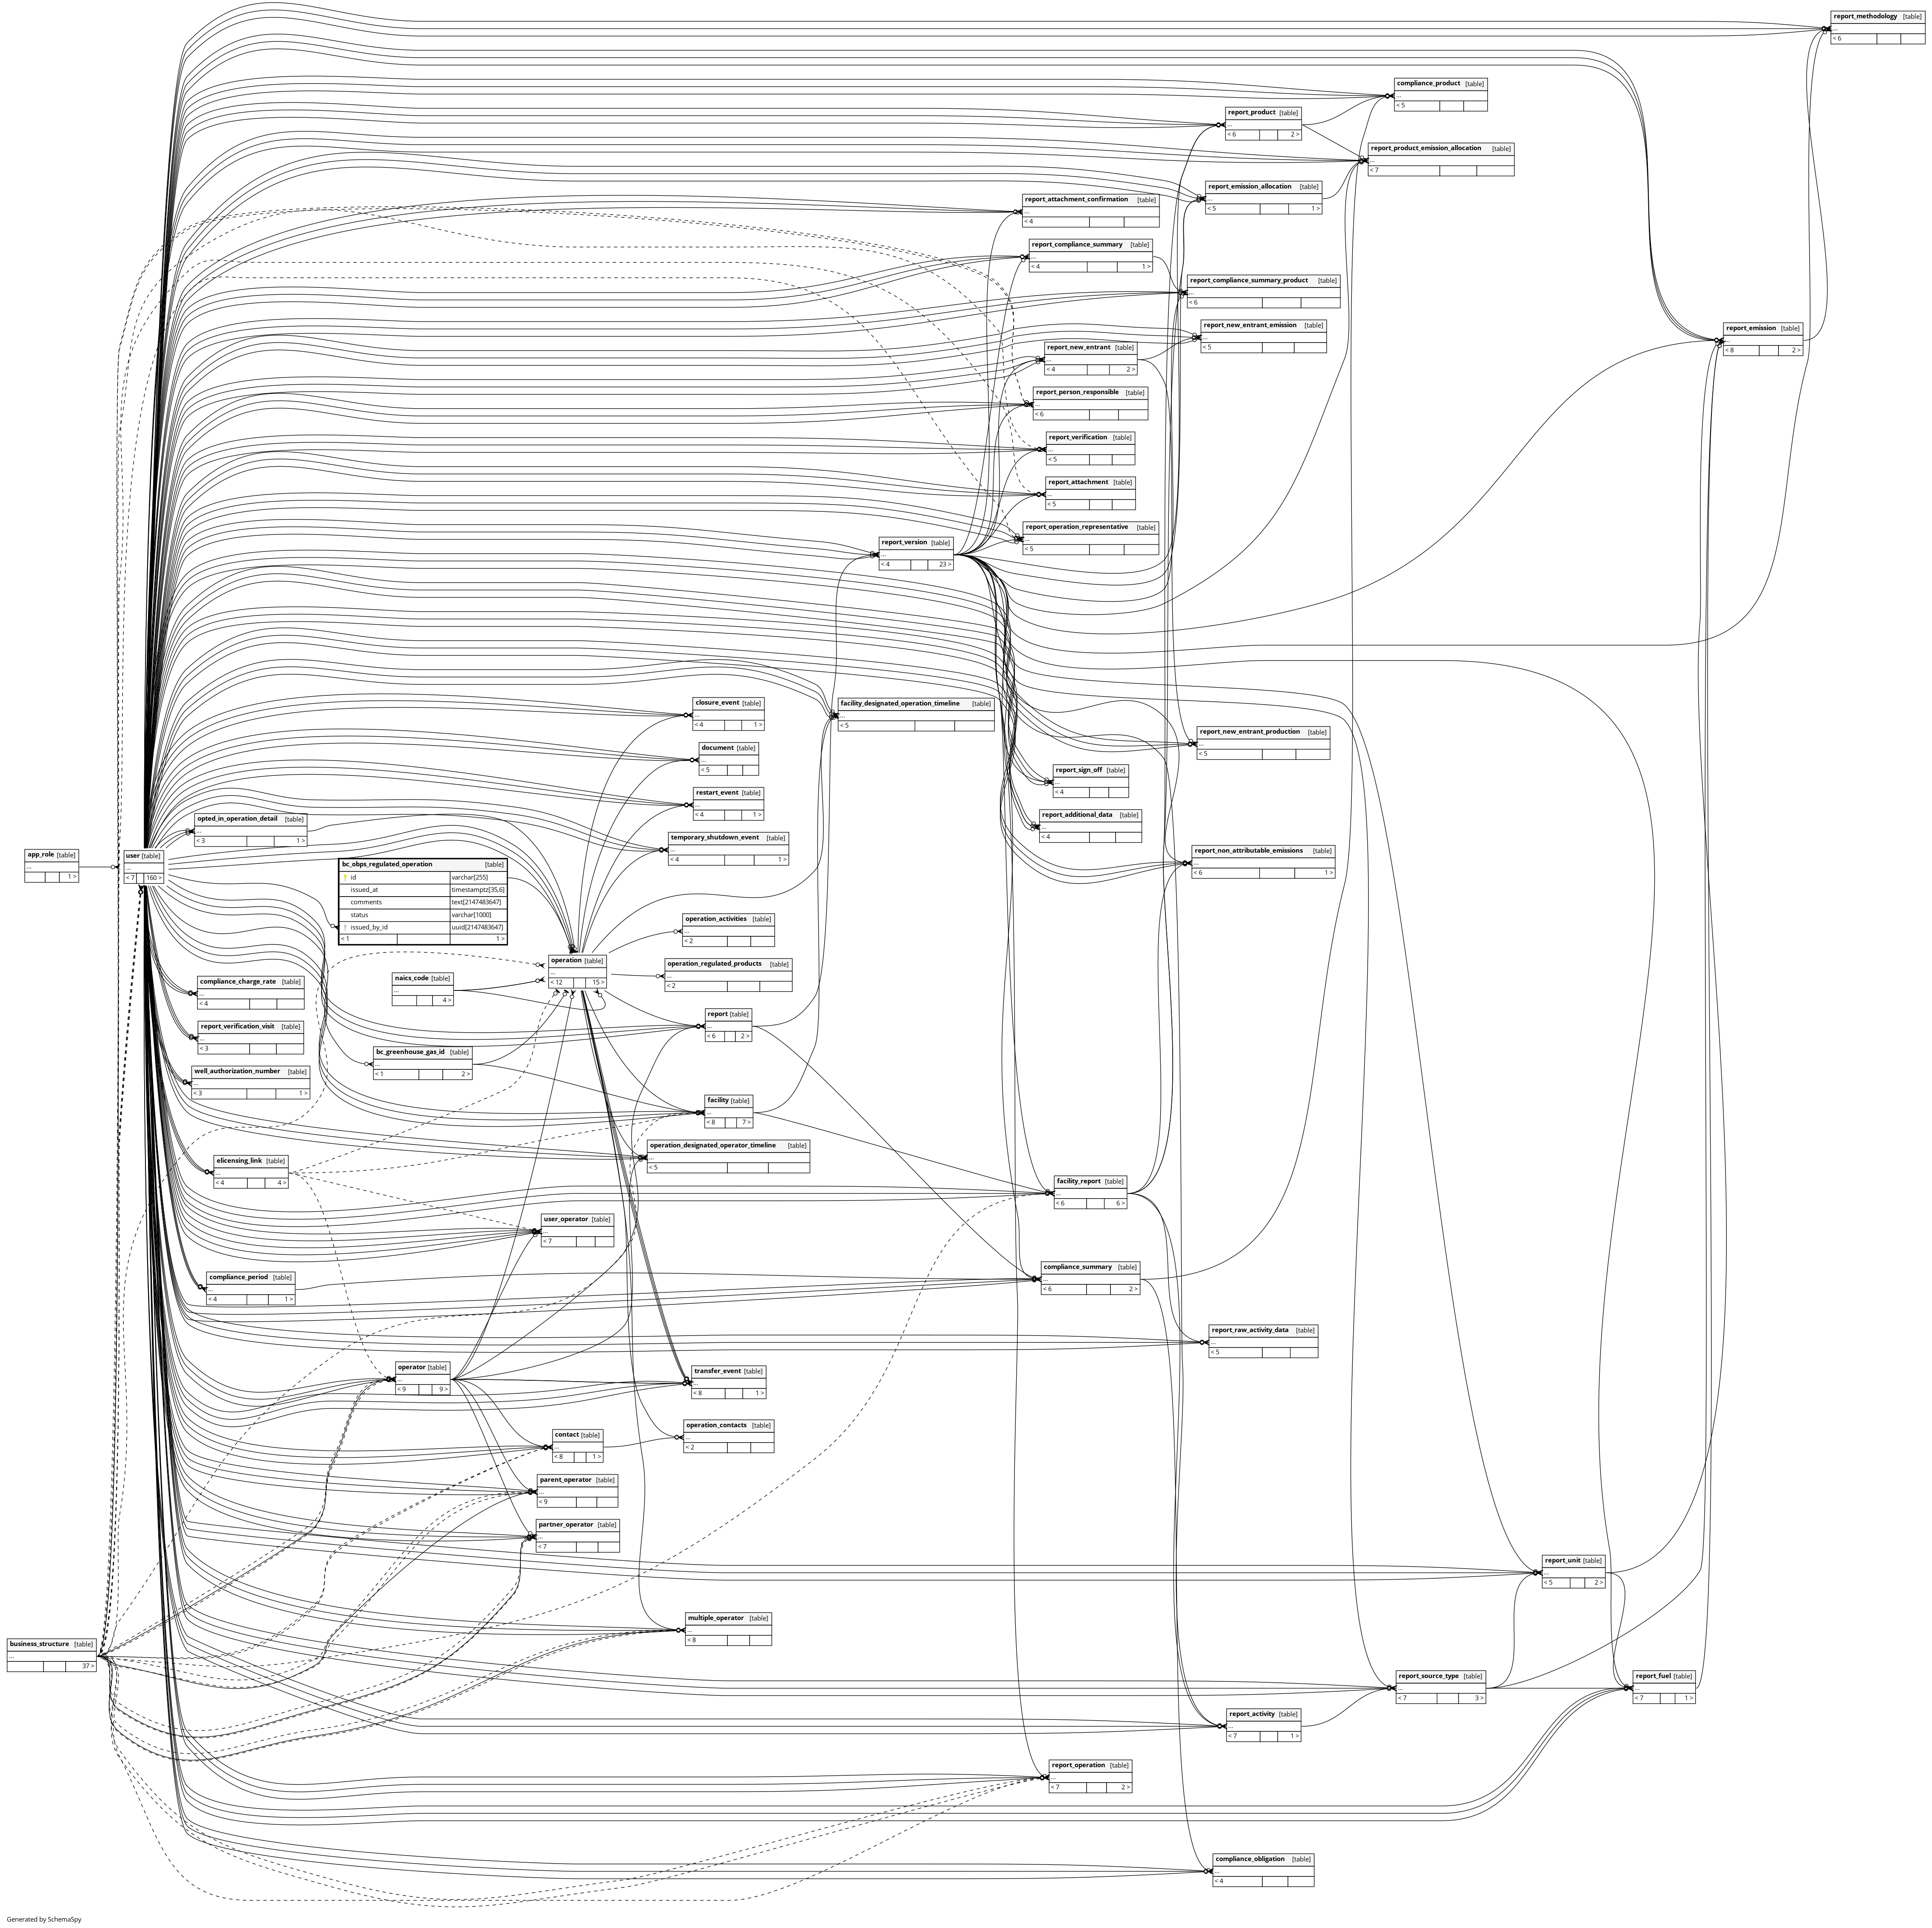 report_methodology [table]
...
< 6
compliance_product [table]
...
< 5
report_product [table]
...
< 6 2 >
report_product_emission_allocation [table]
...
< 7
report_emission_allocation [table]
...
< 5 1 >
report_attachment_confirmation [table]
...
< 4
report_compliance_summary [table]
...
< 4 1 >
report_compliance_summary_product [table]
...
< 6
report_new_entrant_emission [table]
...
< 5
report_emission [table]
...
< 8 2 >
report_new_entrant [table]
...
< 4 2 >
report_person_responsible [table]
...
< 6
report_verification [table]
...
< 5
report_attachment [table]
...
< 5
report_operation_representative [table]
...
< 5
report_version [table]
...
< 4 23 >
closure_event [table]
...
< 4 1 >
facility_designated_operation_timeline [table]
...
< 5
report_new_entrant_production [table]
...
< 5
document [table]
...
< 5
report_sign_off [table]
...
< 4
restart_event [table]
...
< 4 1 >
report_additional_data [table]
...
< 4
opted_in_operation_detail [table]
...
< 3 1 >
temporary_shutdown_event [table]
...
< 4 1 >
report_non_attributable_emissions [table]
...
< 6 1 >
app_role [table]
...
1 >
user [table]
...
< 7 160 >
bc_obps_regulated_operation [table]
id varchar[255]
issued_at timestamptz[35,6]
comments text[2147483647]
status varchar[1000]
issued_by_id uuid[2147483647]
< 1 1 >
operation_activities [table]
...
< 2
operation [table]
...
< 12 15 >
operation_regulated_products [table]
...
< 2
naics_code [table]
...
4 >
compliance_charge_rate [table]
...
< 4
report [table]
...
< 6 2 >
report_verification_visit [table]
...
< 3
bc_greenhouse_gas_id [table]
...
< 1 2 >
well_authorization_number [table]
...
< 3 1 >
facility [table]
...
< 8 7 >
operation_designated_operator_timeline [table]
...
< 5
elicensing_link [table]
...
< 4 4 >
facility_report [table]
...
< 6 6 >
user_operator [table]
...
< 7
compliance_period [table]
...
< 4 1 >
compliance_summary [table]
...
< 6 2 >
report_raw_activity_data [table]
...
< 5
operator [table]
...
< 9 9 >
transfer_event [table]
...
< 8 1 >
operation_contacts [table]
...
< 2
contact [table]
...
< 8 1 >
parent_operator [table]
...
< 9
partner_operator [table]
...
< 7
report_unit [table]
...
< 5 2 >
multiple_operator [table]
...
< 8
business_structure [table]
...
37 >
report_source_type [table]
...
< 7 3 >
report_fuel [table]
...
< 7 1 >
report_activity [table]
...
< 7 1 >
report_operation [table]
...
< 7 2 >
compliance_obligation [table]
...
< 4
Generated by SchemaSpy